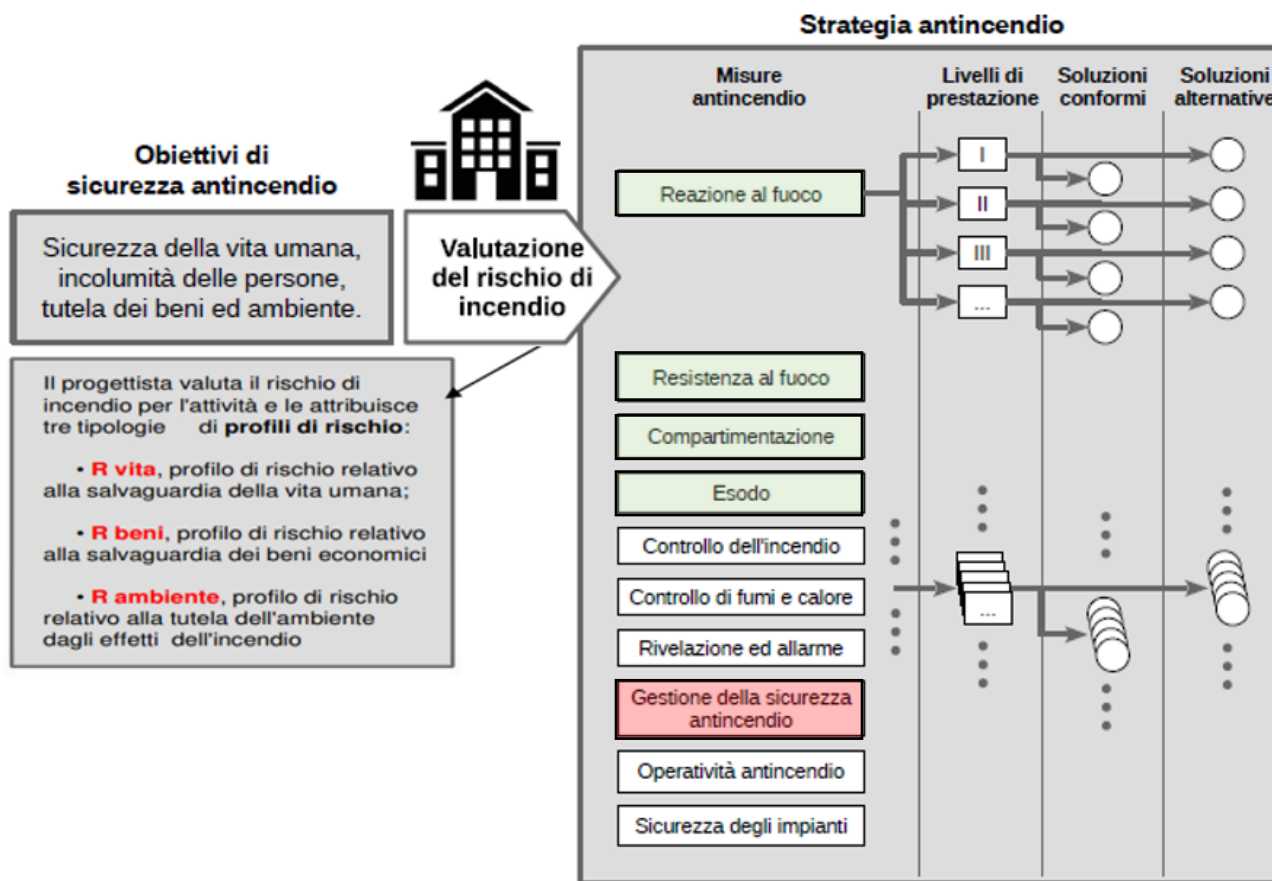 Strategia antincendio
Obiettivi di
sicurezza antincendio
Sicurezza della vita umana,
incolumità delle persone,
tutela dei beni ed ambiente.
Valutazione
del rischio di
incendio
Il progettista valuta il rischio di
incendio per l'attività e le attribuisce
tre tipologie di profili di rischio:
• R vita, profilo di rischio relativo
alla salvaguardia della vita umana;
• R beni, profilo di rischio relativo
alla salvaguardia dei beni economici
• R ambiente, profilo di rischio
relativo alla tutela dell'ambiente
dagli effetti dell'incendio
Misure
antincendio
Livelli di
prestazione
Soluzioni
conformi
Soluzioni
alternative
Reazione al fuoco
I
II
III
...
Resistenza al fuoco
Compartimentazione
Esodo
Controllo dell'incendio
Controllo di fumi e calore
...
Rivelazione ed allarme
Gestione della sicurezza
antincendio
Operatività antincendio
Sicurezza degli impianti